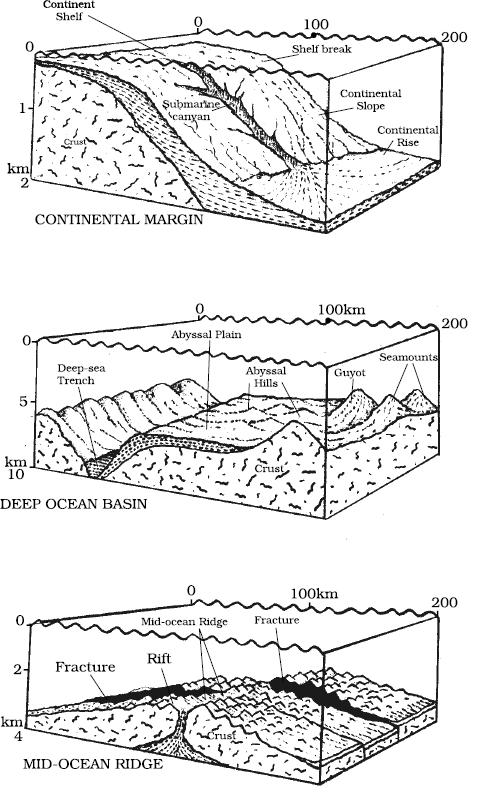 Continent
Shelf
0
100
200
0
Shelf break
Continental
Slope
1
Submarine
canyan
Continental
Rise
Crust
km
2
CONTINENTAL MARGIN
0
100km
200
0
Abyssal Plain
Seamounts
Deep-sea
Trench
Abyssal
Hills
Guyot
5
km
10
Crust
DEEP OCEAN BASIN
0
100km
200
0
Mid-ocean Ridge
Fracture
2
Fracture
Rift
km
4
Crust
MID-OCEAN RIDGE